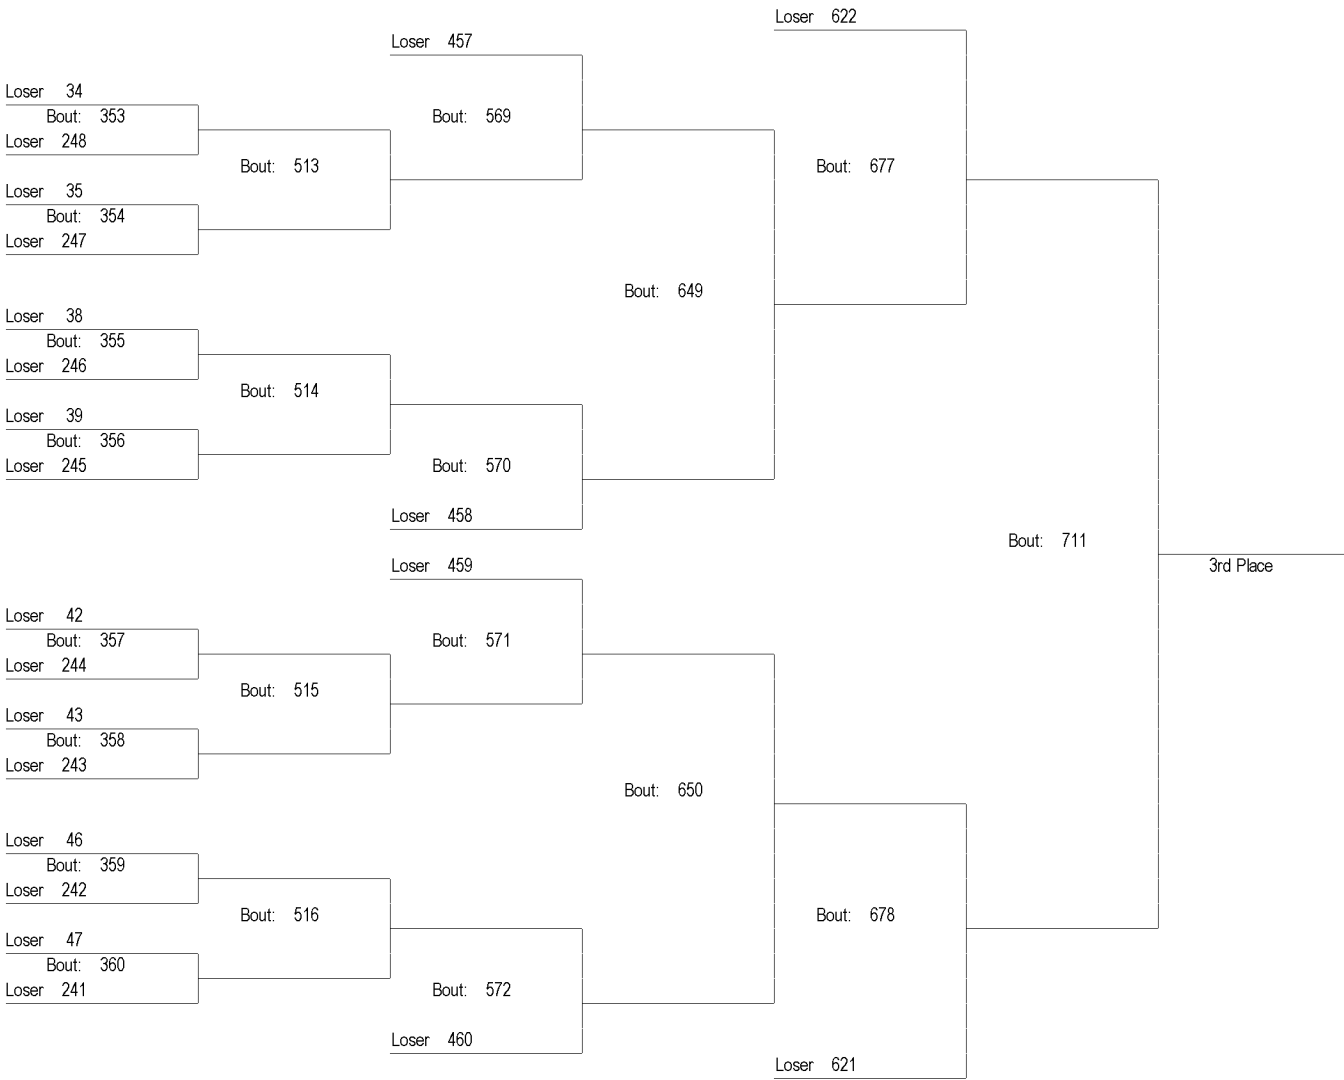 Loser 622
Loser 457
Loser 34
Bout: 353
Bout: 569
Loser 248
Bout: 513
Bout: 677
Loser 35
Bout: 354
Loser 247
Bout: 649
Loser 38
Bout: 355
Loser 246
Bout: 514
Loser 39
Bout: 356
Loser 245
Bout: 570
Loser 458
Bout: 711
Loser 459
3rd Place
Loser 42
Bout: 357
Bout: 571
Loser 244
Bout: 515
Loser 43
Bout: 358
Loser 243
Bout: 650
Loser 46
Bout: 359
Loser 242
Bout: 516
Bout: 678
Loser 47
Bout: 360
Loser 241
Bout: 572
Loser 460
Loser 621